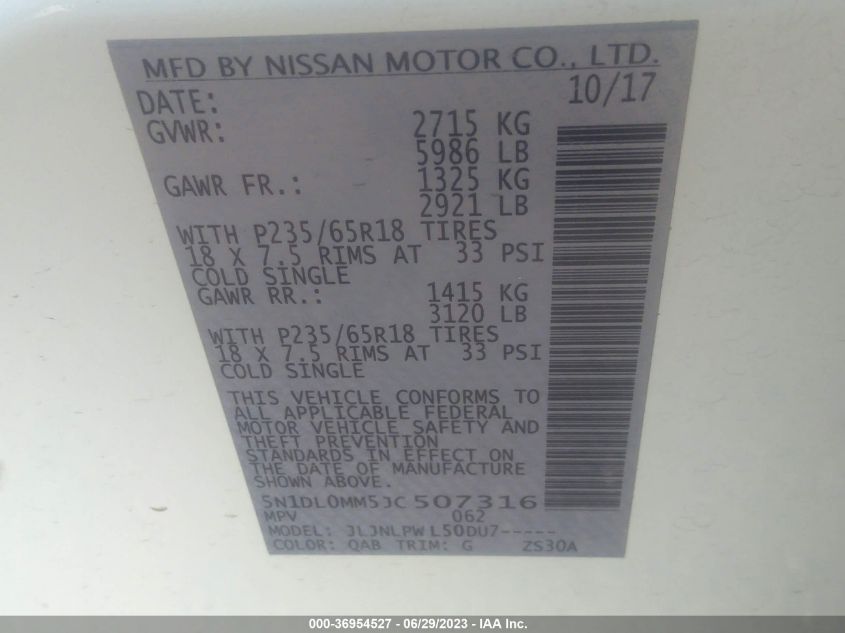 MFD BY NISSAN MOTOR CO., LTD.
DATE: 10/17
GVWR: 2715 KG
5986 LB
GAWR FR.: 1325 KG
2921 LB
WITH P235/65R18 TIRES
18 X 7.5 RIMS AT 33 PSI
COLD SINGLE
GAWR RR.: 1415 KG
3120 LB
WITH P235/65R18 TIRES
18 X 7.5 RIMS AT 33 PSI
COLD SINGLE
THIS VEHICLE CONFORMS TO
ALL APPLICABLE FEDERAL
MOTOR VEHICLE SAFETY AND
THEFT PREVENTION
STANDARDS IN EFFECT ON
THE DATE OF MANUFACTURE
SHOWN ABOVE.
5N1DL0MM5JC507316
MPV 062
MODEL: JLJNLPW L50DU7-----
COLOR: QAB TRIM: G ZS30A
000-36954527 - 06/29/2023 - IAA Inc.